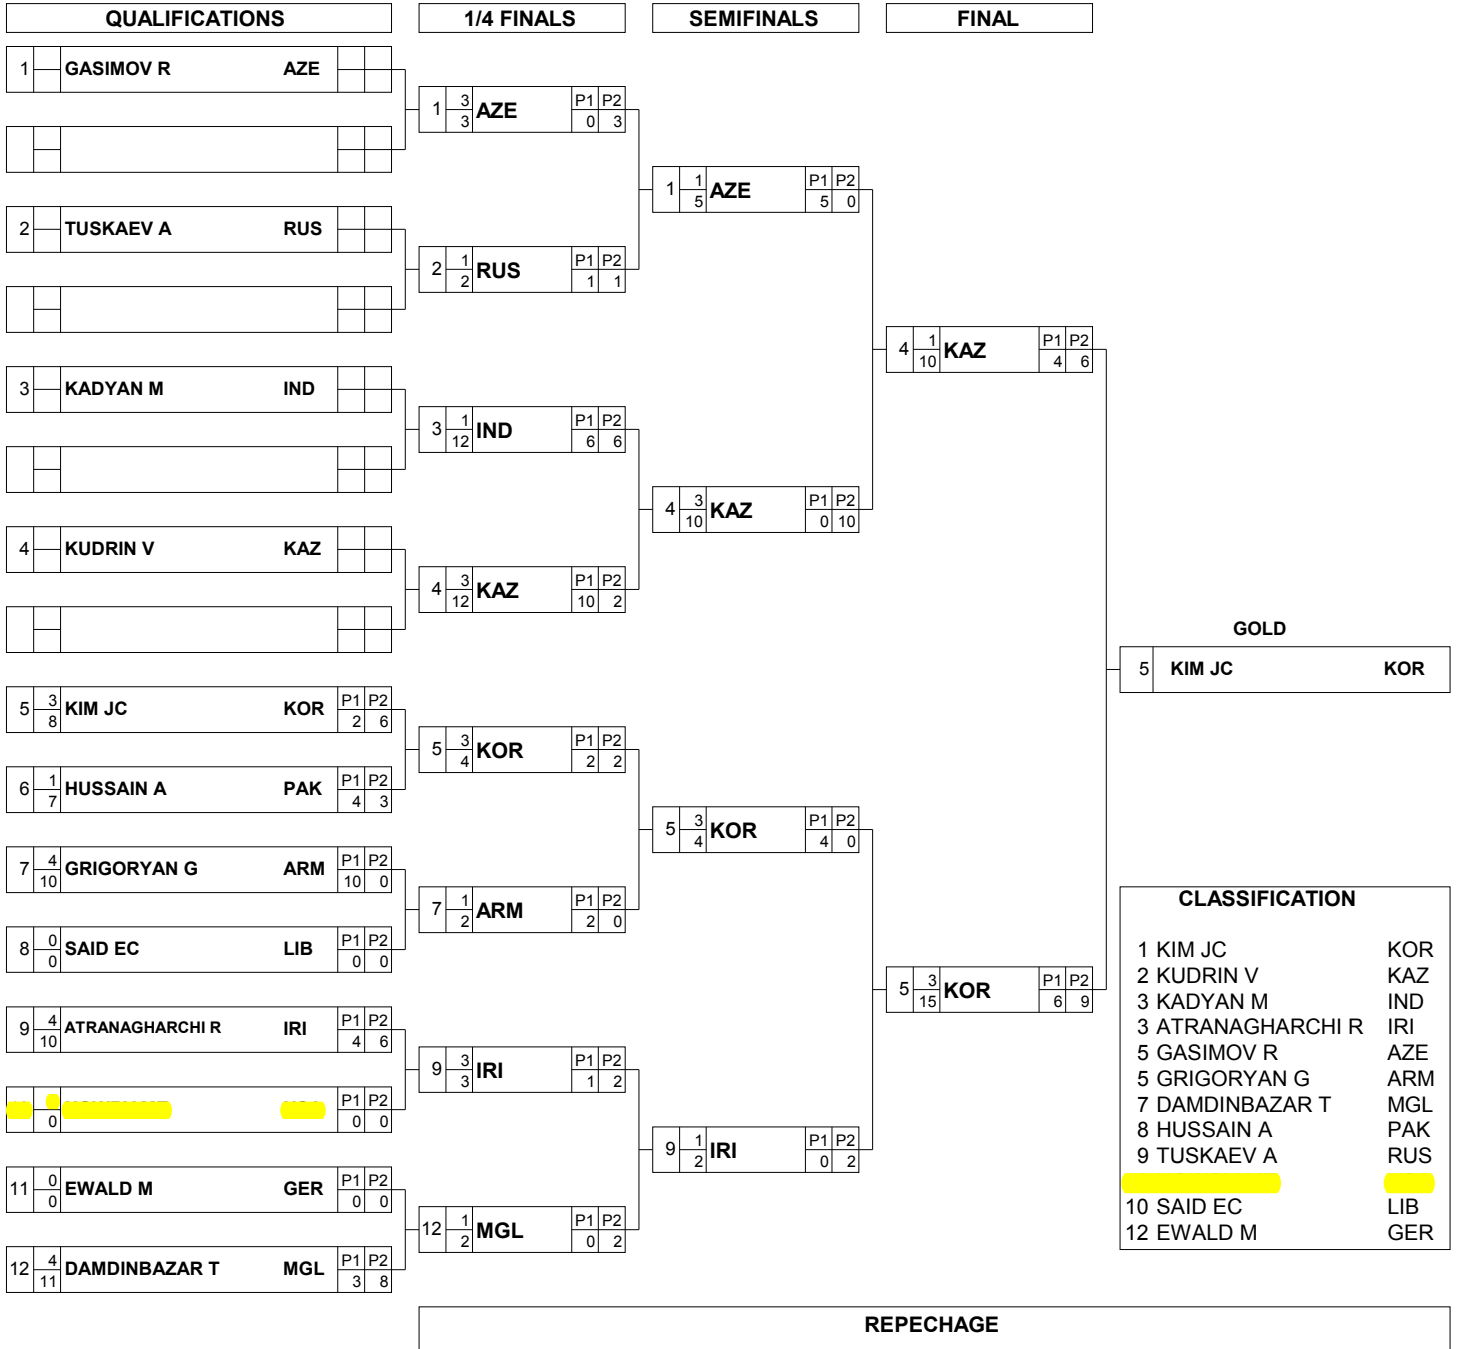 QUALIFICATIONS 1/4 FINALS SEMIFINALS FINAL
1 GASIMOV R AZE
1 3 3 AZE P1 P2 0 3
1 1 5 AZE P1 P2 5 0
2 TUSKAEV A RUS
2 1 2 RUS P1 P2 1 1
4 1 10 KAZ P1 P2 4 6
3 KADYAN M IND
3 1 12 IND P1 P2 6 6
4 3 10 KAZ P1 P2 0 10
4 KUDRIN V KAZ
4 3 12 KAZ P1 P2 10 2
GOLD
5 KIM JC KOR
5 3 8 KIM JC KOR P1 P2 2 6
5 3 4 KOR P1 P2 2 2
6 1 7 HUSSAIN A PAK P1 P2 4 3
5 3 4 KOR P1 P2 4 0
7 4 10 GRIGORYAN G ARM P1 P2 10 0
7 1 2 ARM P1 P2 2 0
8 0 0 SAID EC LIB P1 P2 0 0
5 3 15 KOR P1 P2 6 9
9 4 10 ATRANAGHARCHI R IRI P1 P2 4 6
9 3 3 IRI P1 P2 1 2
0 P1 P2 0 0
9 1 2 IRI P1 P2 0 2
11 0 0 EWALD M GER P1 P2 0 0
12 1 2 MGL P1 P2 0 2
12 4 11 DAMDINBAZAR T MGL P1 P2 3 8
CLASSIFICATION
1 KIM JC KOR
2 KUDRIN V KAZ
3 KADYAN M IND
3 ATRANAGHARCHI R IRI
5 GASIMOV R AZE
5 GRIGORYAN G ARM
7 DAMDINBAZAR T MGL
8 HUSSAIN A PAK
9 TUSKAEV A RUS
10 SAID EC LIB
12 EWALD M GER
REPECHAGE